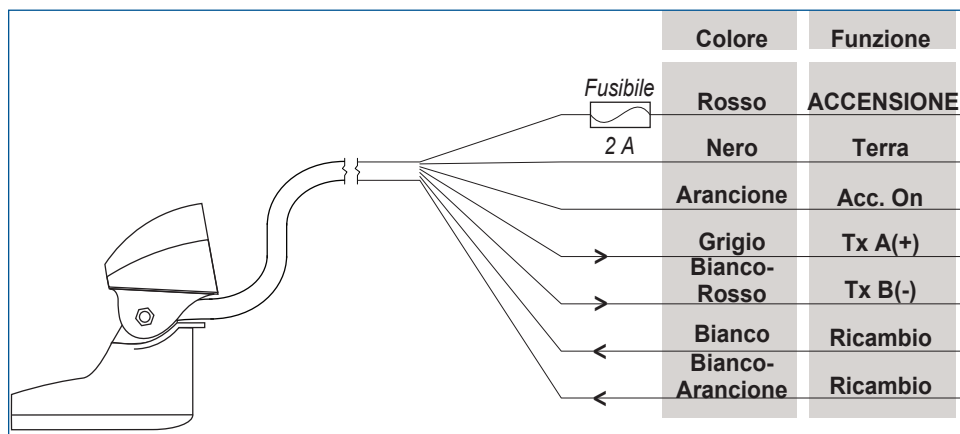 Colore Funzione
Fusibile
Rosso ACCENSIONE
2 A Nero Terra
Arancione Acc. On
Grigio Tx A(+)
Bianco-
Rosso Tx B(-)
Bianco Ricambio
Bianco-
Arancione Ricambio